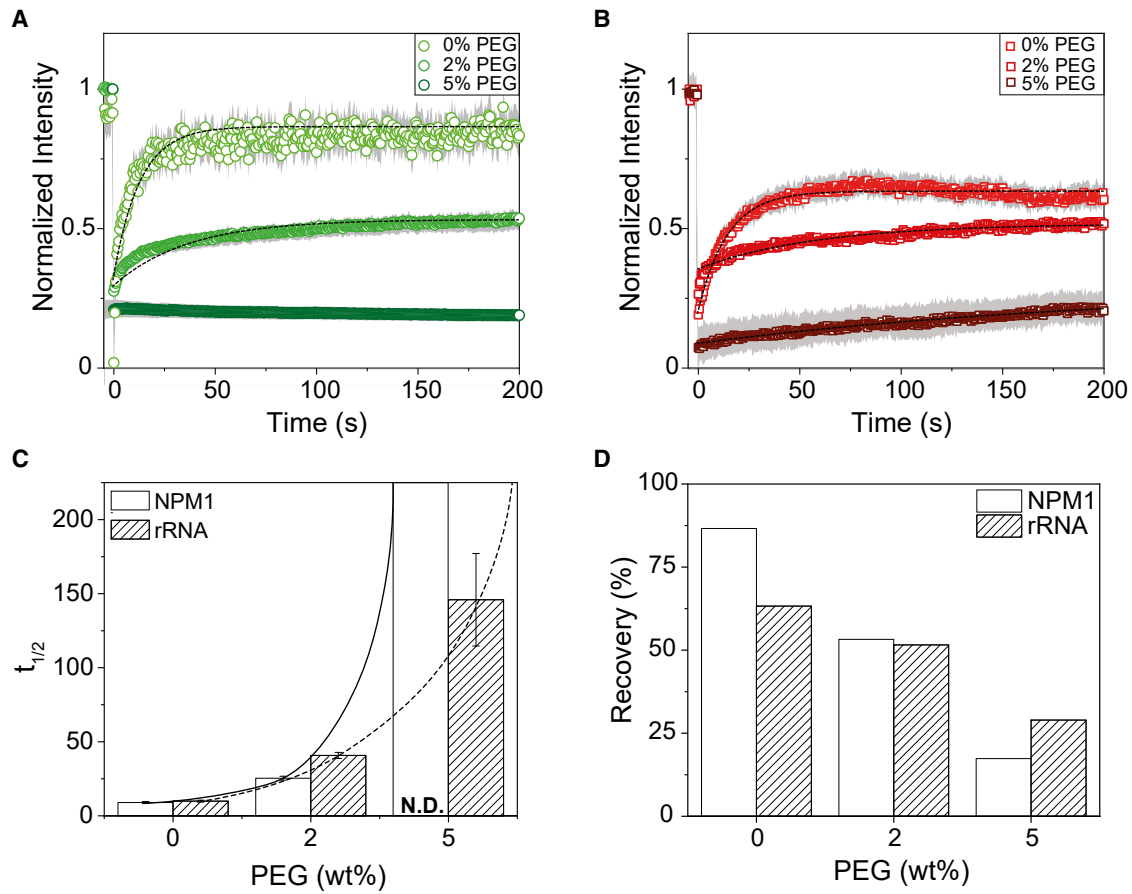 A
Normalized Intensity
1
0.5
0
0% PEG
2% PEG
5% PEG
0 50 100 150 200
Time (s)
B
Normalized Intensity
1
0.5
0
0% PEG
2% PEG
5% PEG
0 50 100 150 200
Time (s)
C
t1/2
200
150
100
50
0
NPM1
rRNA
N.D.
0 2 5
PEG (wt%)
D
Recovery (%)
100
75
50
25
0
NPM1
rRNA
0 2 5
PEG (wt%)